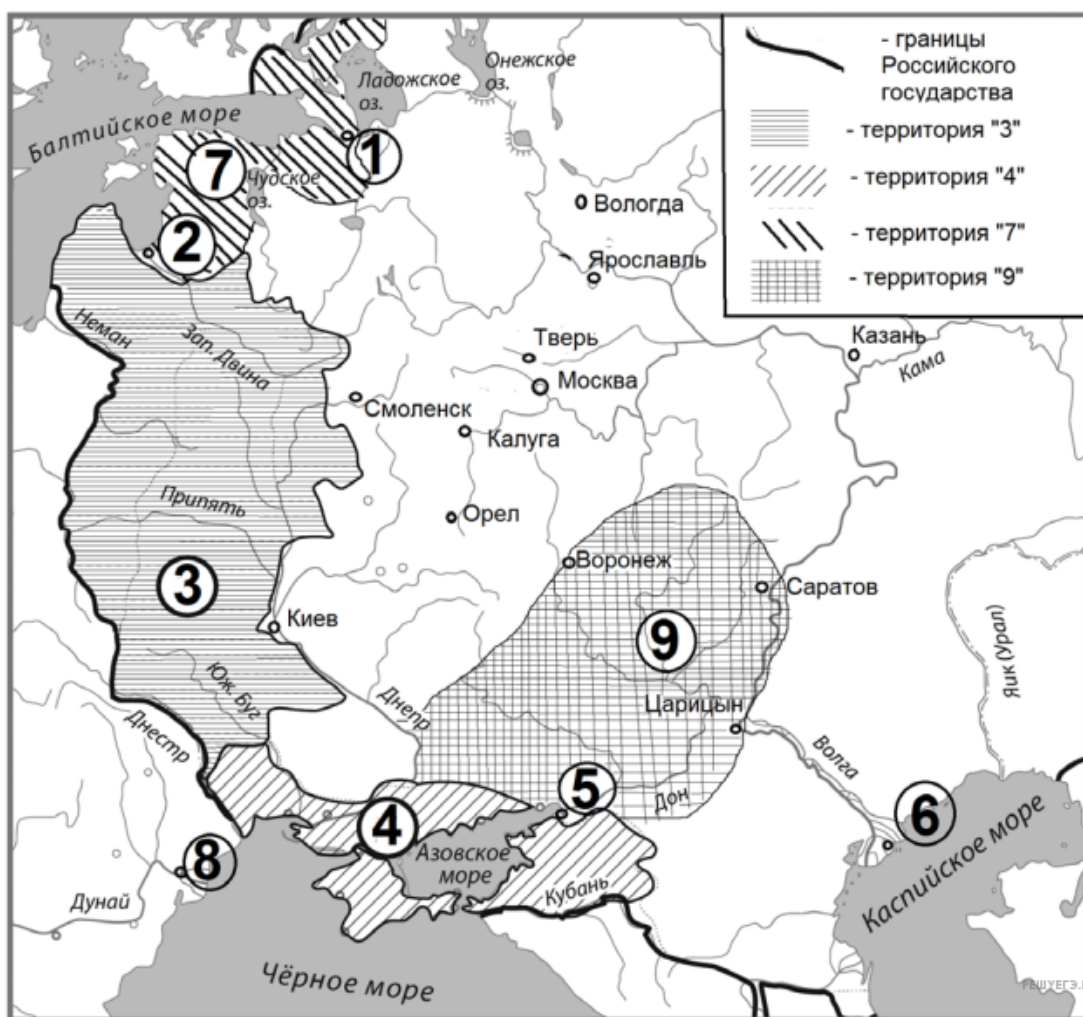 - границы
Российского
государства
- территория "3"
- территория "4"
- территория "7"
- территория "9"
Онежское
оз.
Ладожское
оз.
Балтийское море
1
7
Чудское
оз.
2
Вологда
Ярославль
Неман
Зап. Двина
Тверь
Москва
Казань
Кама
Смоленск
Калуга
Припять
Орел
Воронеж
3
Саратов
Киев
9
Яик (Урал)
Юж. Буг
Днепр
Царицын
Днестр
Волга
5
Дон
6
4
8
Азовское
море
Каспийское море
Дунай
Кубань
Чёрное море